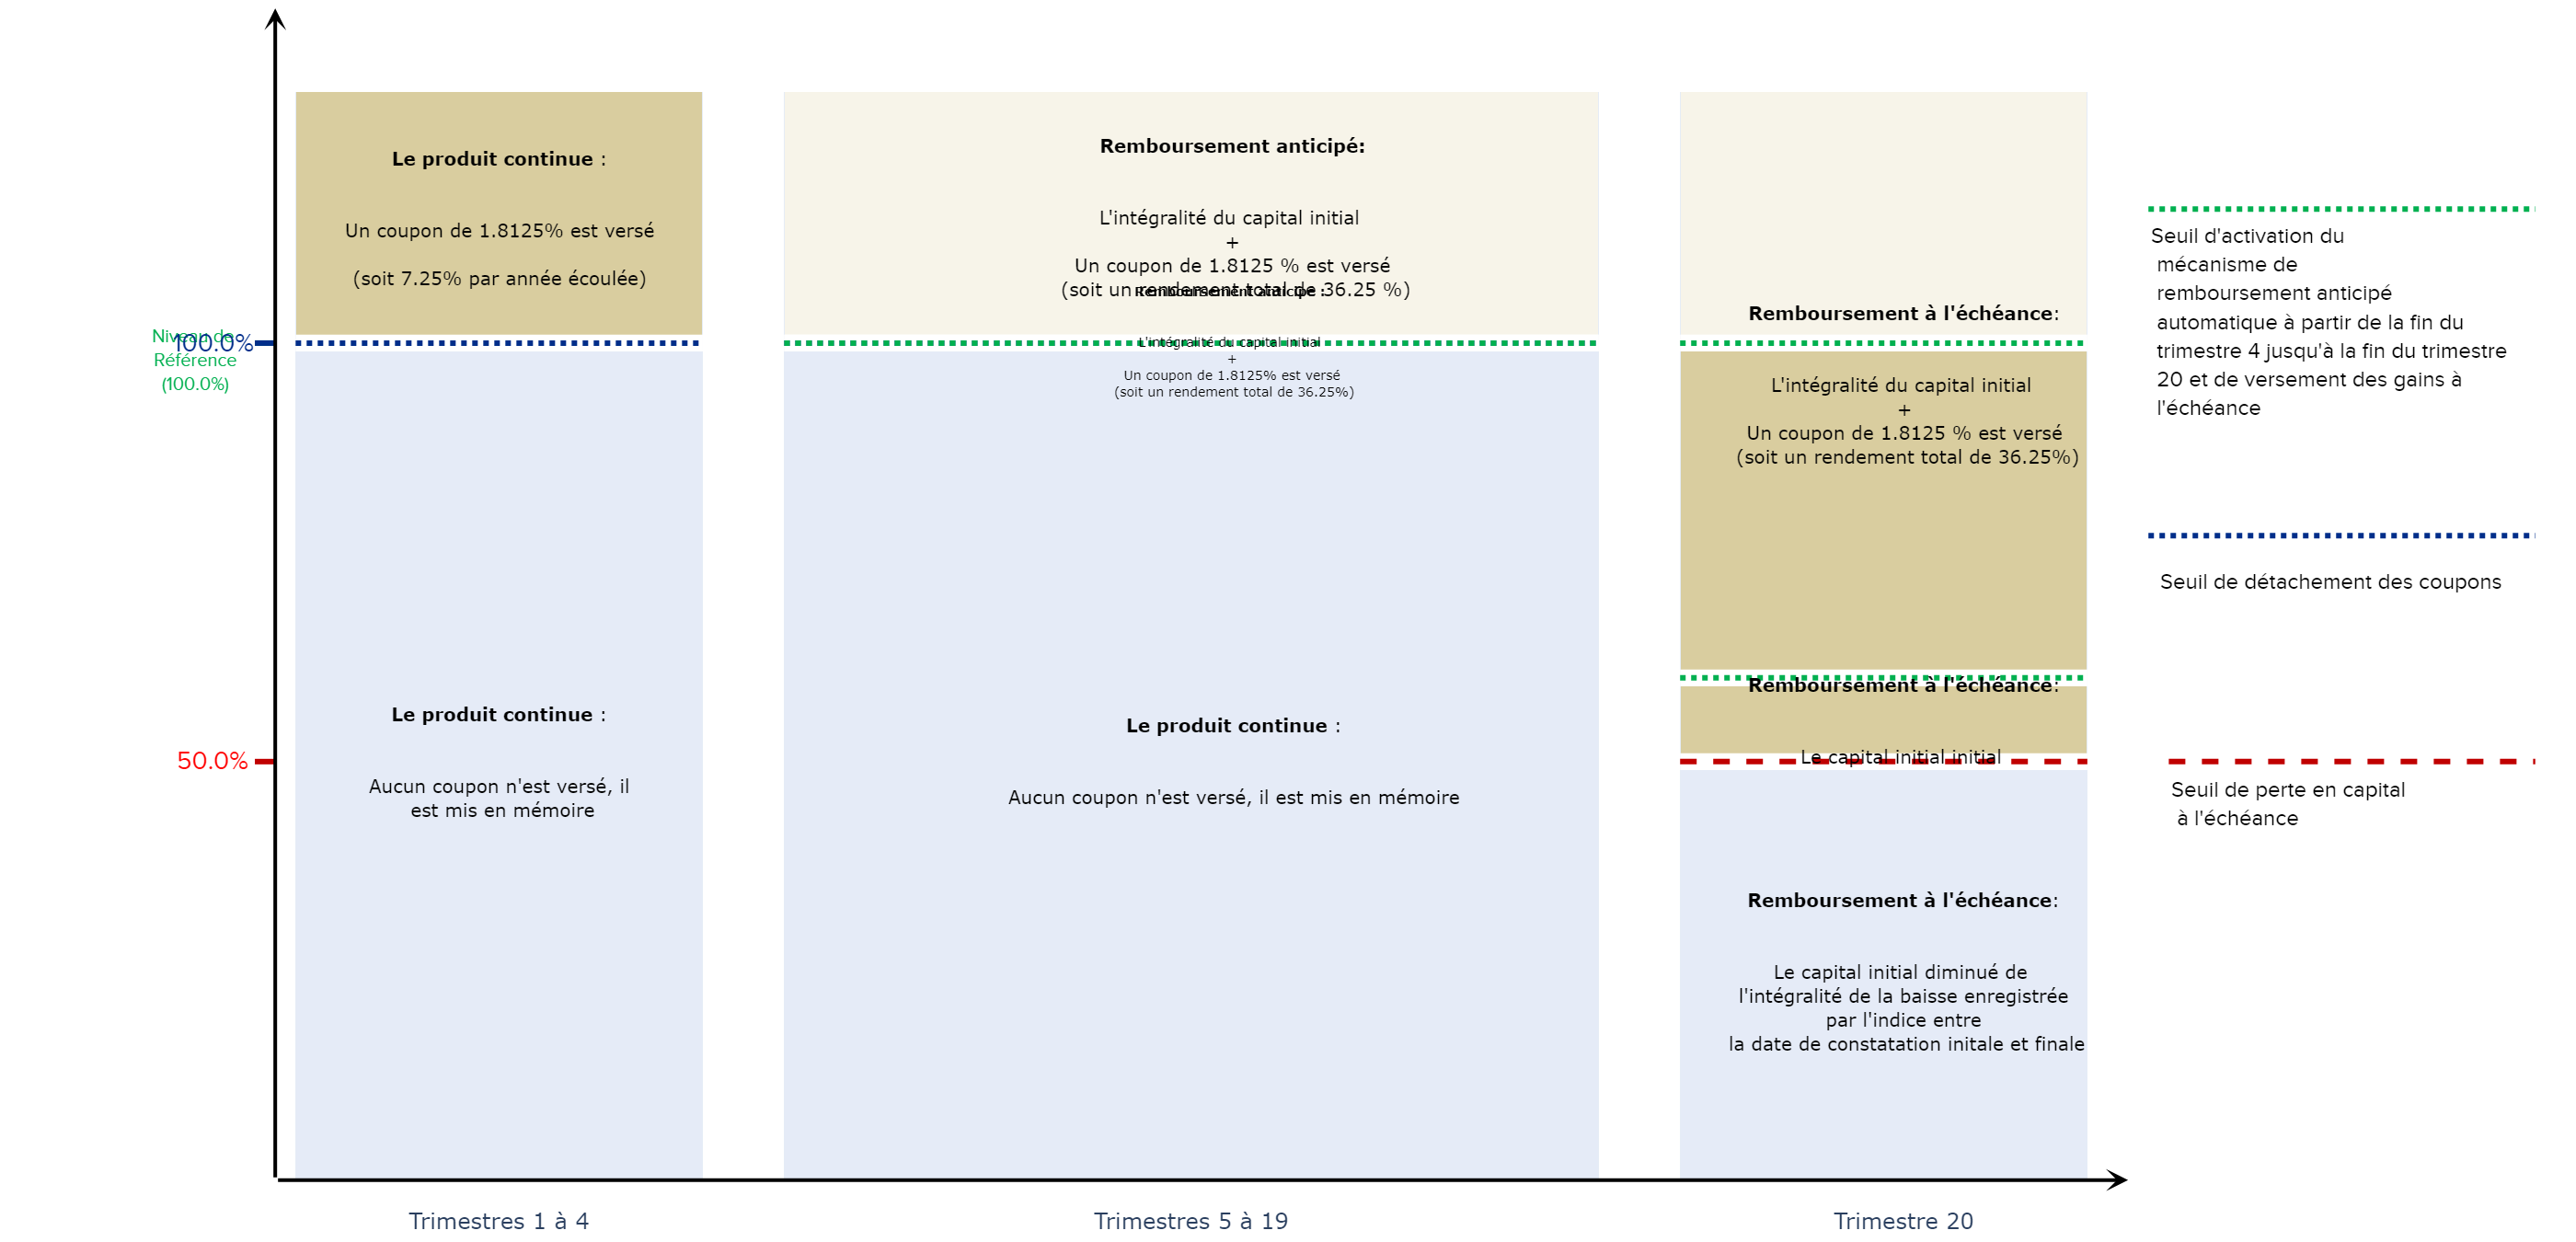 Le produit continue :
Un coupon de 1.8125% est versé
(soit 7.25% par année écoulée)
Remboursement anticipé:
L'intégralité du capital initial
+
Un coupon de 1.8125 % est versé
(soit un rendement total de 36.25 %)
Remboursement anticipé :
L'intégralité du capital initial
+
Un coupon de 1.8125% est versé
(soit un rendement total de 36.25%)
Remboursement à l'échéance:
L'intégralité du capital initial
+
Un coupon de 1.8125 % est versé
(soit un rendement total de 36.25%)
Seuil d'activation du
mécanisme de
remboursement anticipé
automatique à partir de la fin du
trimestre 4 jusqu'à la fin du trimestre
20 et de versement des gains à
l'échéance
Niveau de
100.0%
Référence
(100.0%)
Seuil de détachement des coupons
Remboursement à l'échéance:
Le capital initial initial
50.0%
Seuil de perte en capital
à l'échéance
Le produit continue :
Aucun coupon n'est versé, il
est mis en mémoire
Le produit continue :
Aucun coupon n'est versé, il est mis en mémoire
Remboursement à l'échéance:
Le capital initial diminué de
l'intégralité de la baisse enregistrée
par l'indice entre
la date de constatation initale et finale
Trimestres 1 à 4
Trimestres 5 à 19
Trimestre 20